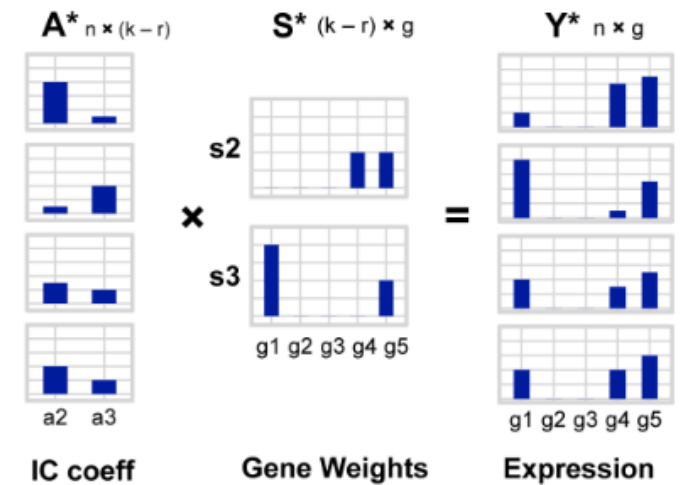 A* n × (k – r)
S* (k – r) × g
Y* n × g
s2
×
=
s3
g1 g2 g3 g4 g5
a2 a3
g1 g2 g3 g4 g5
IC coeff
Gene Weights
Expression